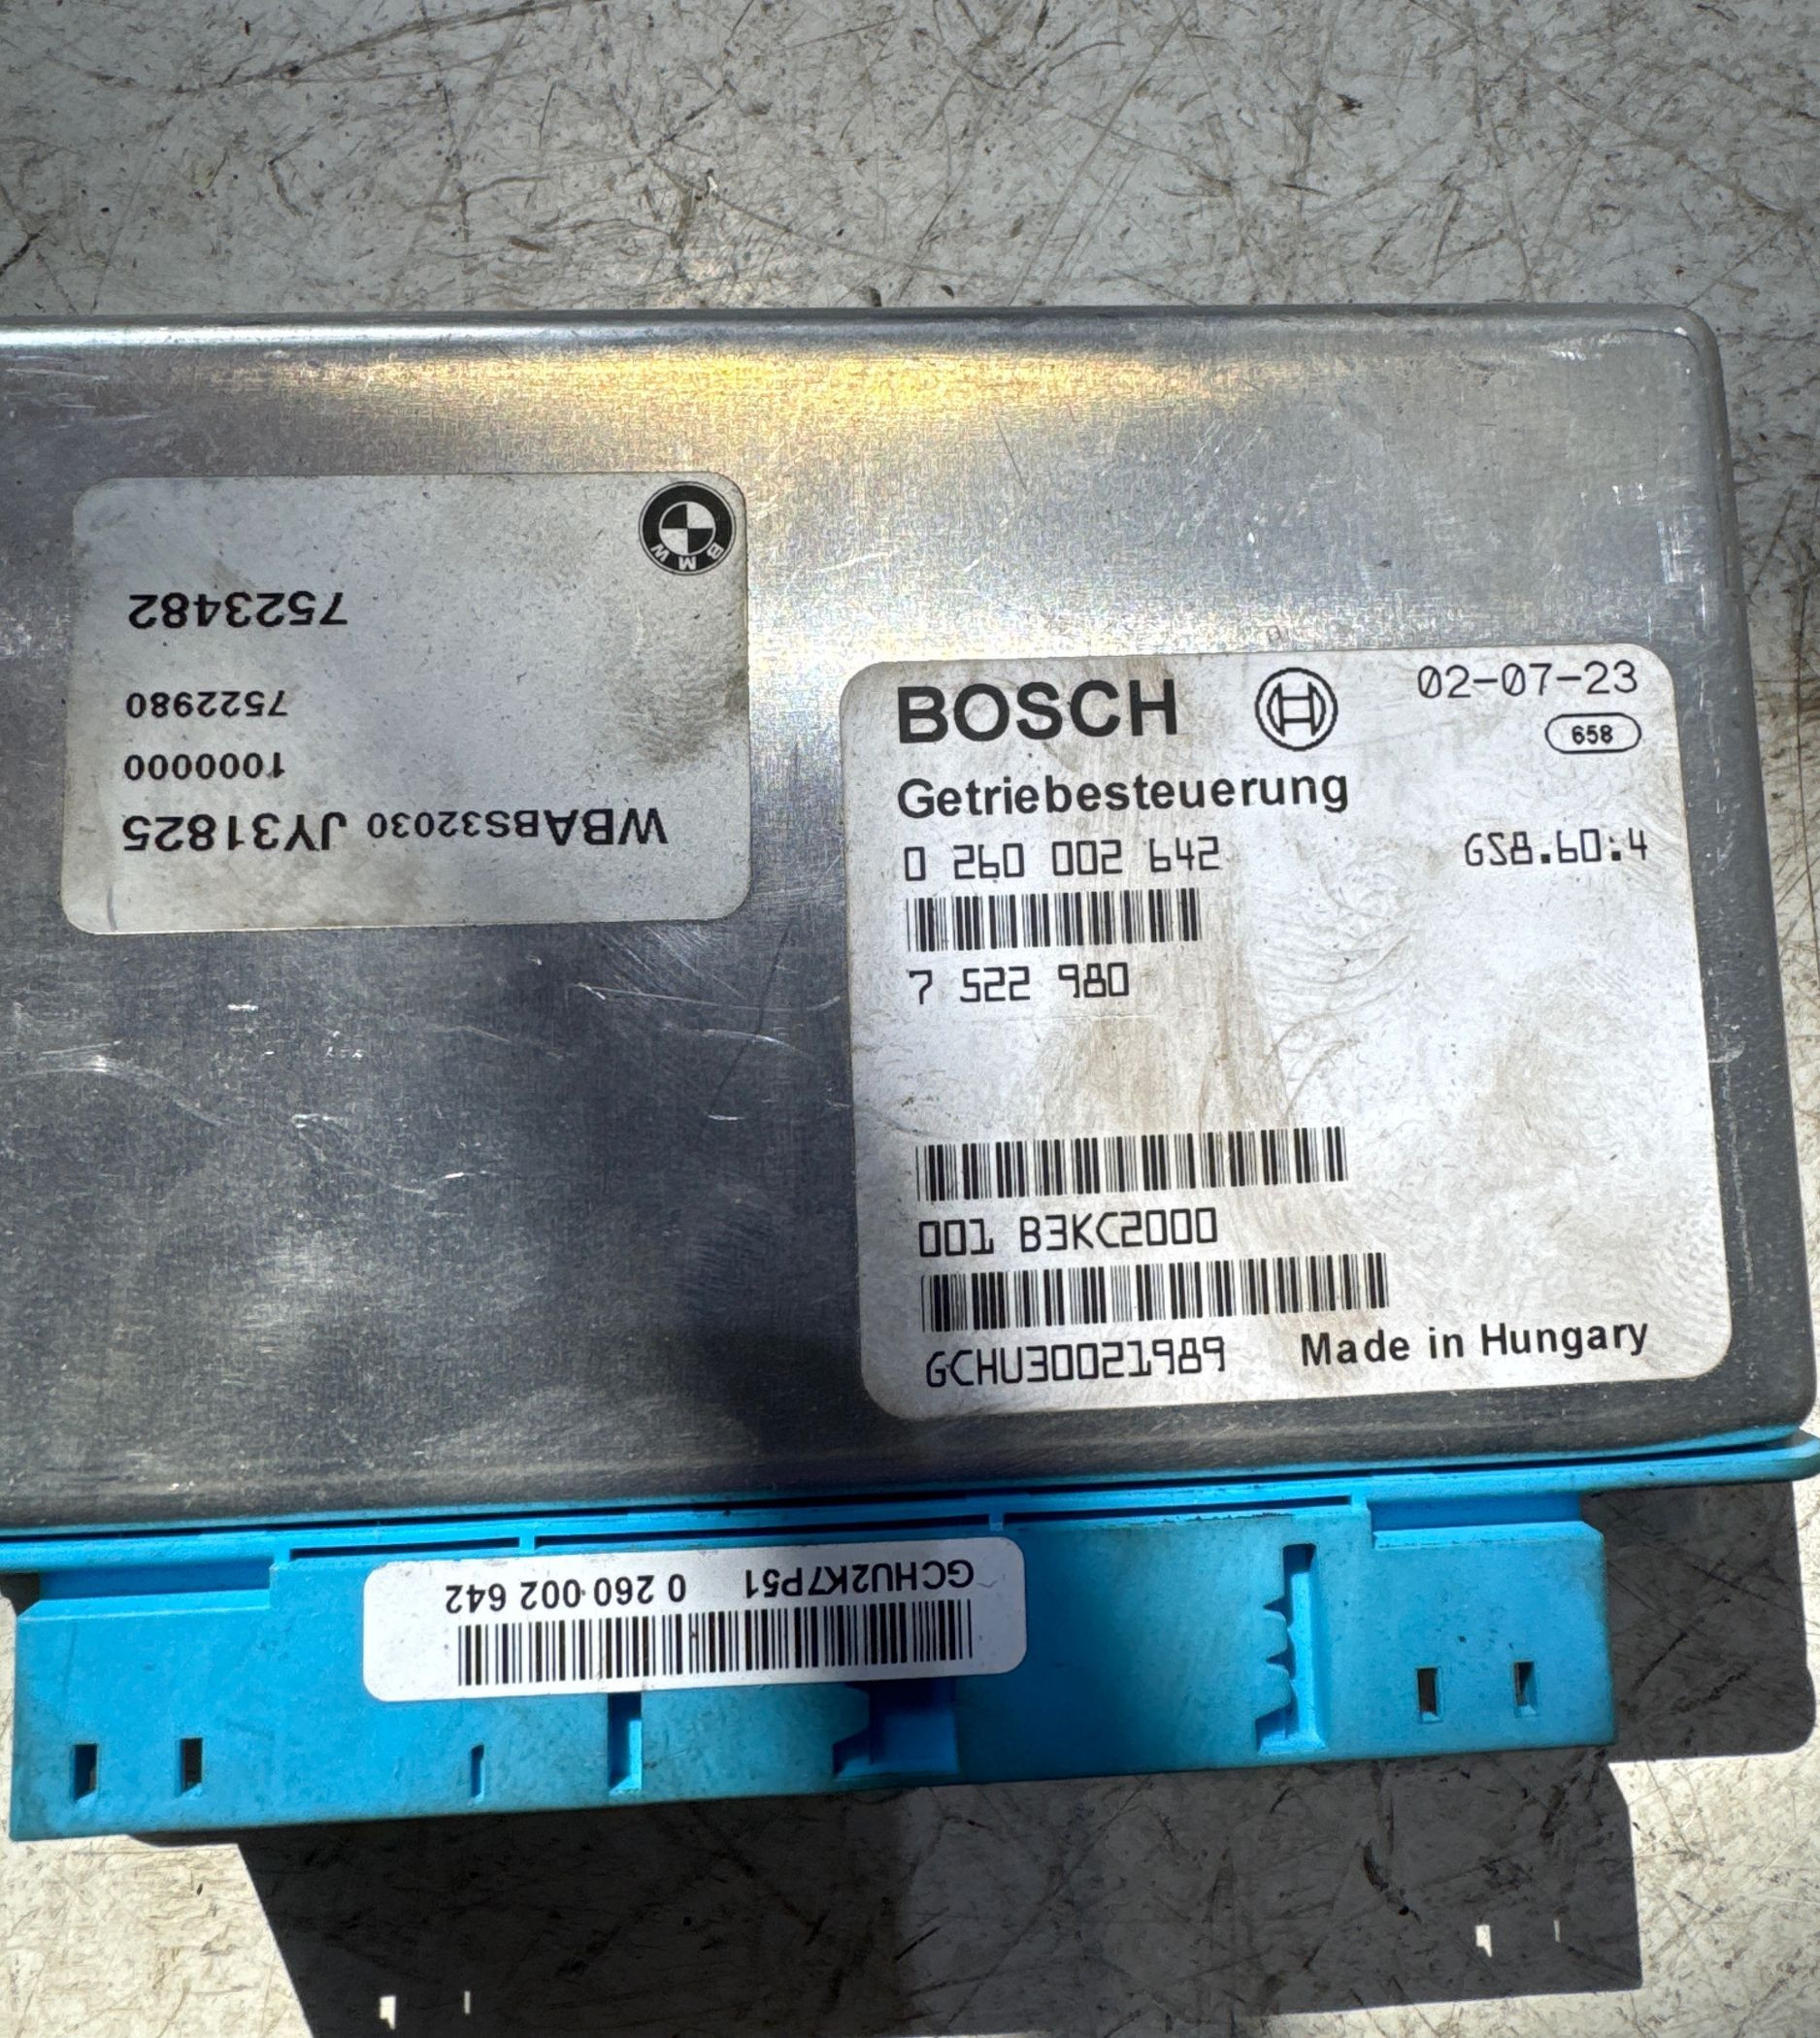 BMW
7523482
7522980
1000000
WBABS32030 JY31825
BOSCH 02-07-23
658
Getriebesteuerung
0 260 002 642 GS8.60:4
7 522 980
001 B3KC2000
GCHU30021989 Made in Hungary
GCHU2K7P51 0 260 002 642